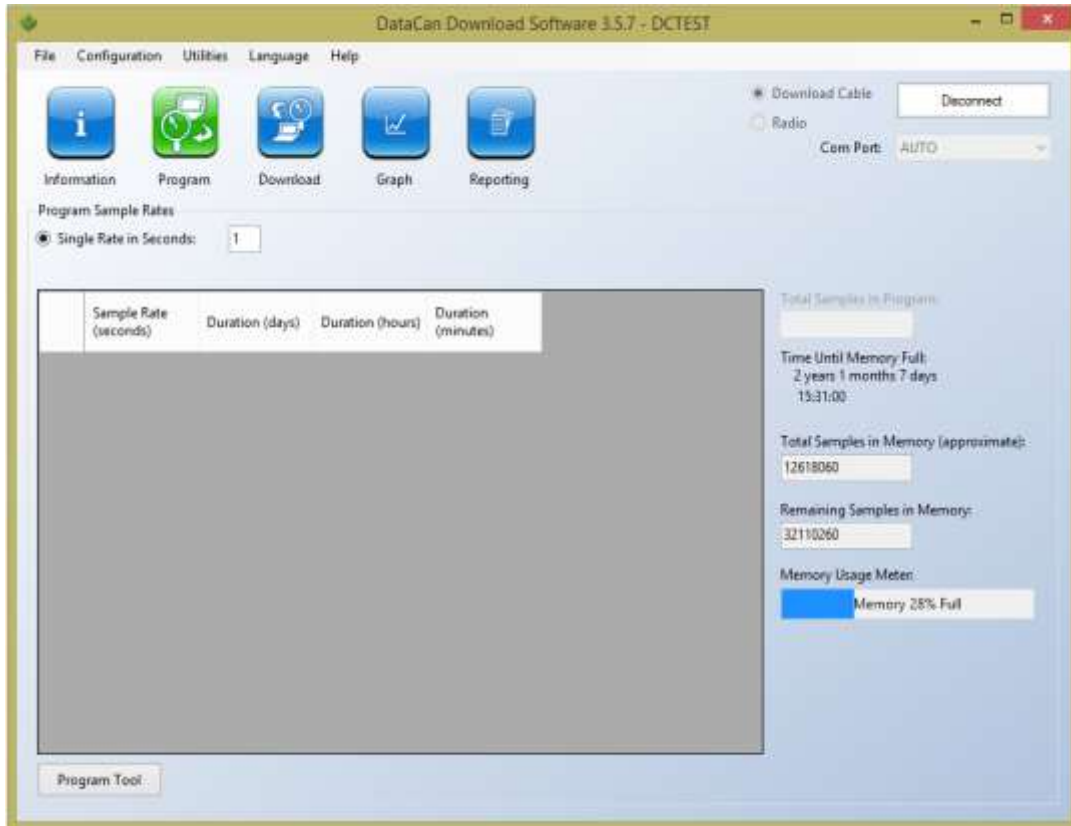 DataCan Download Software 3.5.7 - DCTEST
File Configuration Utilities Language Help
Download Cable
Disconnect
Radio
Com Port: AUTO
Information Program Download Graph Reporting
Program Sample Rates
Single Rate in Seconds: 1
Sample Rate (seconds)
Duration (days)
Duration (hours)
Duration (minutes)
Total Samples in Program:
Time Until Memory Full:
2 years 1 months 7 days
15:31:00
Total Samples in Memory (approximate):
12618060
Remaining Samples in Memory:
32110260
Memory Usage Meter:
Memory 28% Full
Program Tool